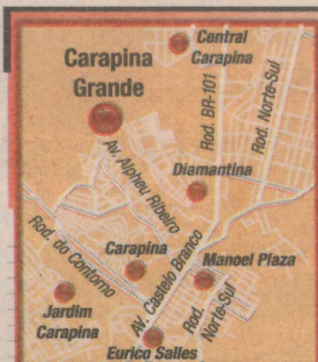 Central
Carapina
Carapina
Grande
Rod. BR-101
Rod. Norte-Sul
Av. Alpheu Ribeiro
Diamantina
Rod. do Contorno
Carapina
Av. Castelo Branco
Manoel Plaza
Jardim
Carapina
Rod.
Norte-Sul
Eurico Salles